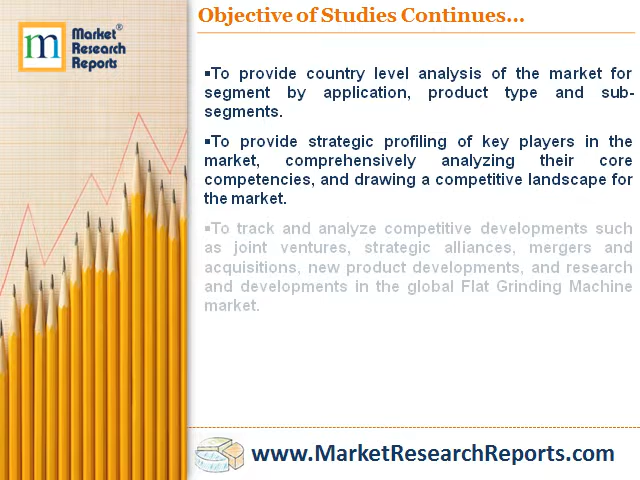 Objective of Studies Continues...
m
Market®
Research
Reports
▪To provide country level analysis of the market for
segment by application, product type and sub-
segments.
▪To provide strategic profiling of key players in the
market, comprehensively analyzing their core
competencies, and drawing a competitive landscape for
the market.
▪To track and analyze competitive developments such
as joint ventures, strategic alliances, mergers and
acquisitions, new product developments, and research
and developments in the global Flat Grinding Machine
market.
www.MarketResearchReports.com